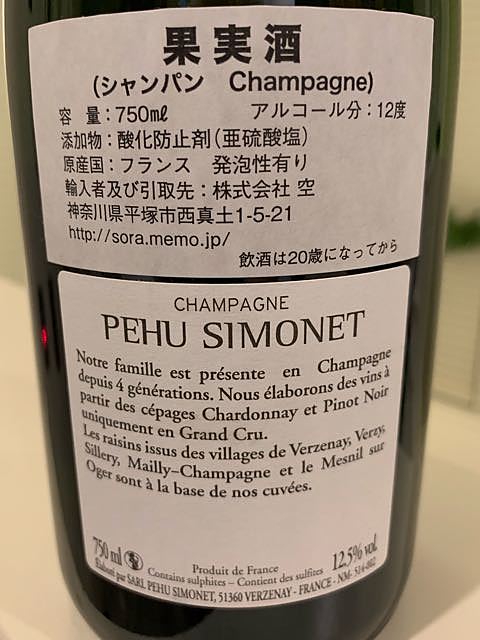 果実酒
(シャンパン Champagne)
容 量：750㎖ アルコール分：12度
添加物：酸化防止剤（亜硫酸塩）
原産国：フランス 発泡性有り
輸入者及び引取先：株式会社 空
神奈川県平塚市西真土1-5-21
http://sora.memo.jp/
飲酒は20歳になってから
CHAMPAGNE
PEHU SIMONET
Notre famille est présente en Champagne
depuis 4 générations. Nous élaborons des vins à
partir des cépages Chardonnay et Pinot Noir
uniquement en Grand Cru.
Les raisins issus des villages de Verzenay, Verzy,
Sillery, Mailly–Champagne et le Mesnil sur
Oger sont à la base de nos cuvées.
750 ml Produit de France 12.5% vol.
Contains sulphites – Contient des sulfites
Elaboré par SARL PEHU SIMONET, 51360 VERZENAY - FRANCE - NM- 514-002